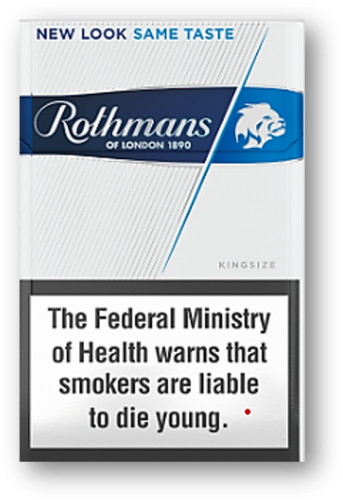 NEW LOOK SAME TASTE
Rothmans
OF LONDON 1890
KINGSIZE
The Federal Ministry
of Health warns that
smokers are liable
to die young.